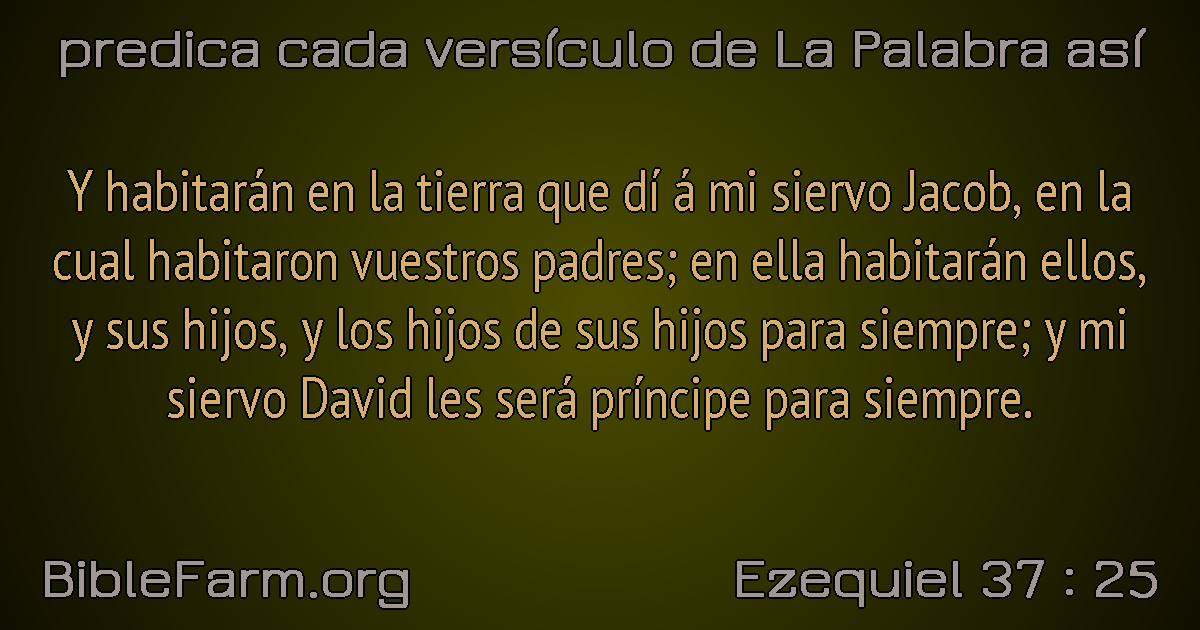 predica cada versículo de La Palabra así
Y habitarán en la tierra que dí á mi siervo Jacob, en la
cual habitaron vuestros padres; en ella habitarán ellos,
y sus hijos, y los hijos de sus hijos para siempre; y mi
siervo David les será príncipe para siempre.
BibleFarm.org
Ezequiel 37 : 25